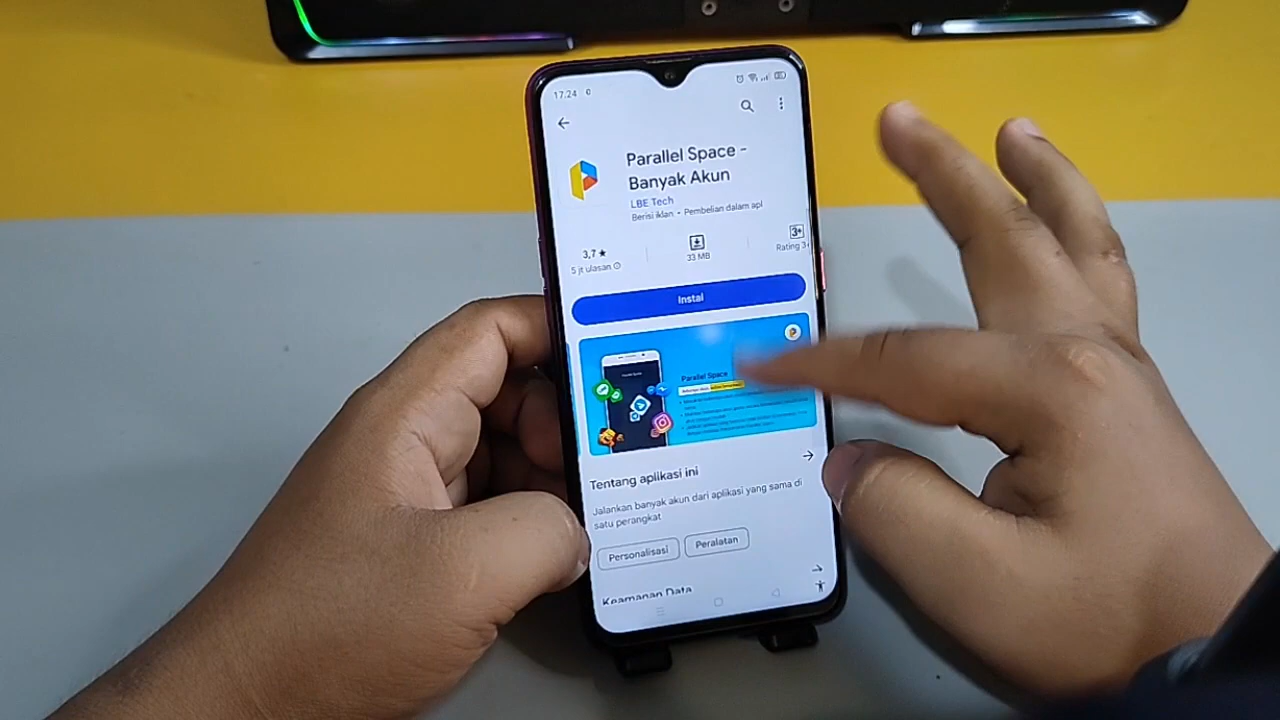 17.24
Parallel Space -
Banyak Akun
LBE Tech
Berisi iklan • Pembelian dalam apl
3,7 ★
5 jt ulasan
33 MB
3+
Rating 3+
Instal
Parallel Space
Tentang aplikasi ini
Jalankan banyak akun dari aplikasi yang sama di
satu perangkat
Personalisasi
Peralatan
Keamanan Data